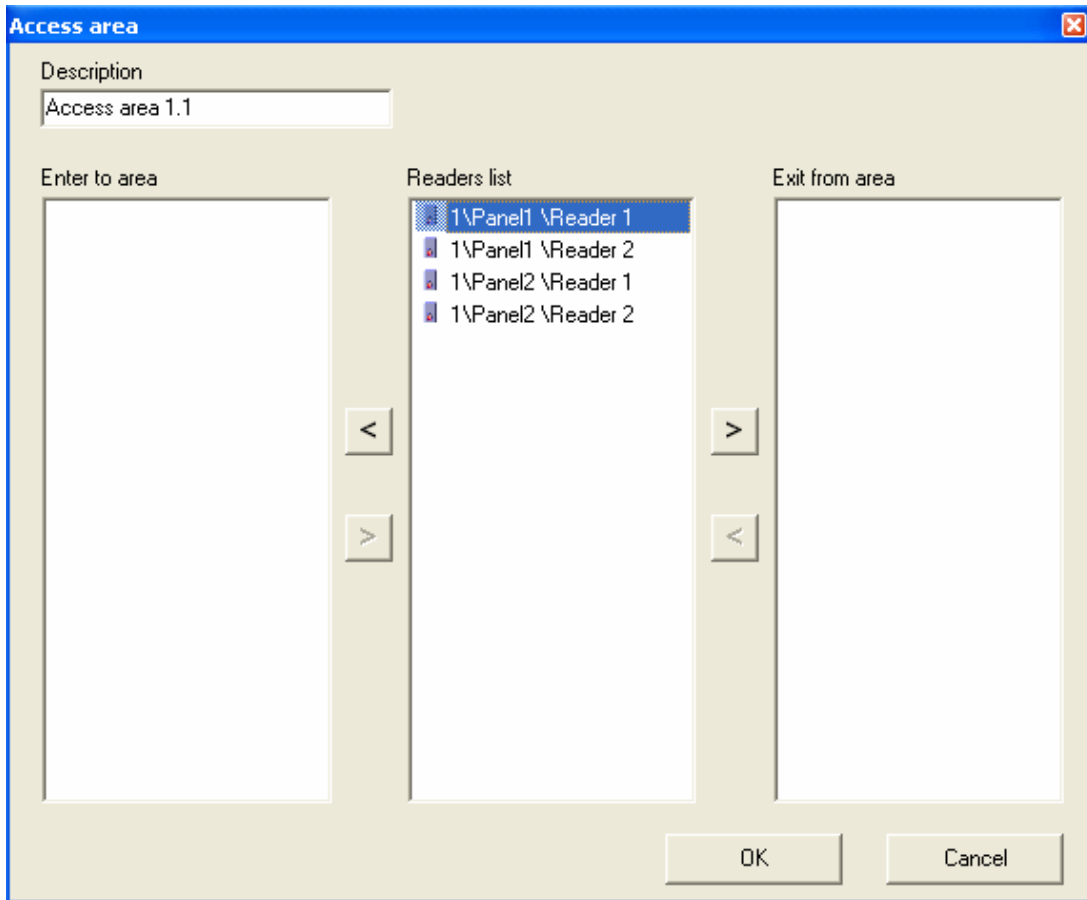 Access area
Description
Access area 1.1
Enter to area
Readers list
Exit from area
1\Panel1 \Reader 1
1\Panel1 \Reader 2
1\Panel2 \Reader 1
1\Panel2 \Reader 2
<
>
>
<
OK
Cancel